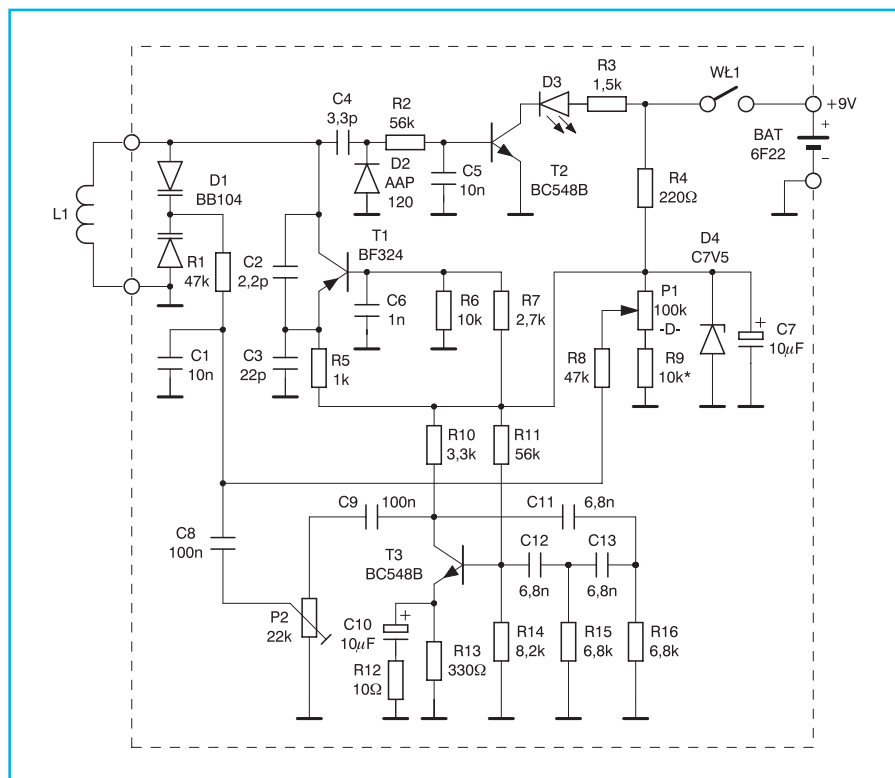 D3
R3
1,5k
WŁ1
+9V
C4
3,3p
R2
56k
+
BAT
6F22
–
D1
BB104
D2
AAP
120
C5
10n
T2
BC548B
R4
220Ω
L1
R1
47k
C2
2,2p
T1
BF324
D4
C7V5
C6
1n
R6
10k
R7
2,7k
P1
100k
-D-
+
C7
10µF
C1
10n
C3
22p
R5
1k
R8
47k
R9
10k*
R10
3,3k
R11
56k
C9
100n
C11
6,8n
C8
100n
T3
BC548B
C12
6,8n
C13
6,8n
P2
22k
C10
10µF
+
R12
10Ω
R13
330Ω
R14
8,2k
R15
6,8k
R16
6,8k